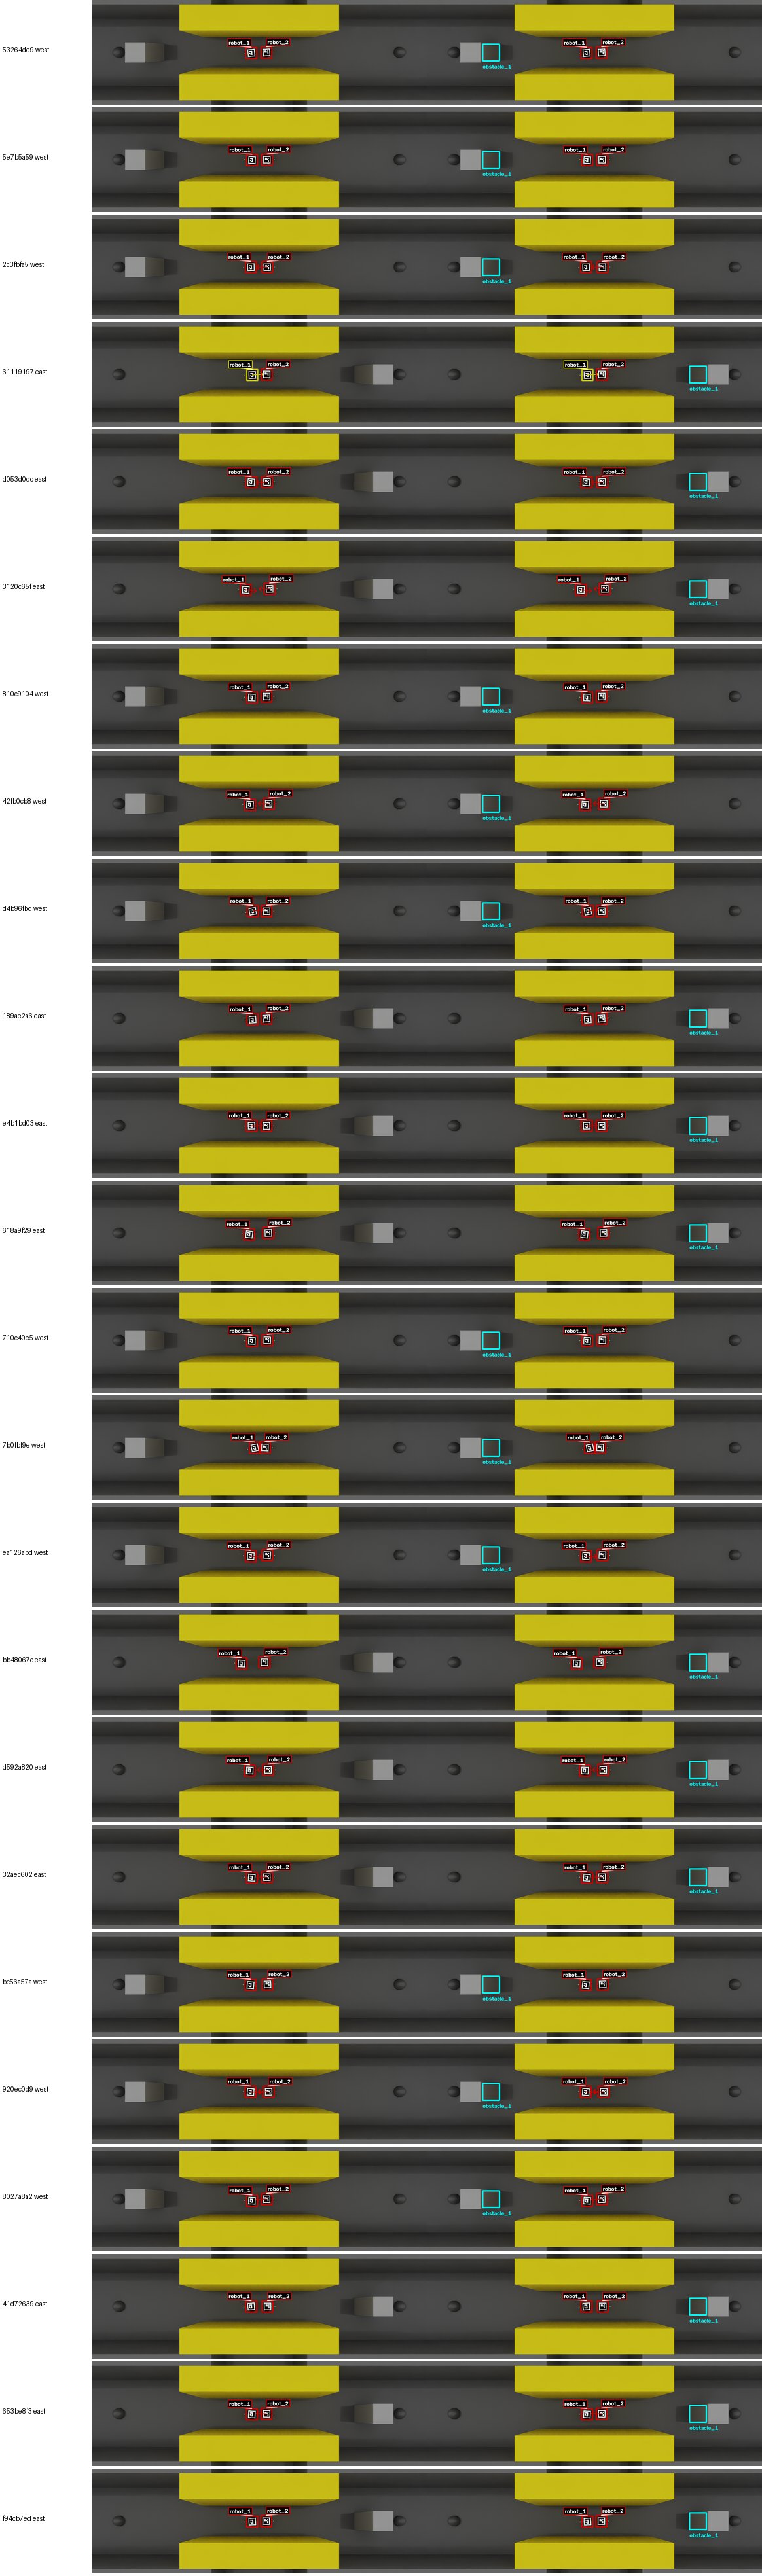 53264de9 west
robot_1 robot_2 robot_1 robot_2
obstacle_1
5e7b5a59 west
robot_1 robot_2 robot_1 robot_2
obstacle_1
2c3fbfa5 west
robot_1 robot_2 robot_1 robot_2
obstacle_1
61119197 east
robot_1 robot_2 robot_1 robot_2
obstacle_1
d053d0dc east
robot_1 robot_2 robot_1 robot_2
obstacle_1
3120c65f east
robot_1 robot_2 robot_1 robot_2
obstacle_1
810c9104 west
robot_1 robot_2 robot_1 robot_2
obstacle_1
42fb0cb8 west
robot_1 robot_2 robot_1 robot_2
obstacle_1
d4b96fbd west
robot_1 robot_2 robot_1 robot_2
obstacle_1
189ae2a6 east
robot_1 robot_2 robot_1 robot_2
obstacle_1
e4b1bd03 east
robot_1 robot_2 robot_1 robot_2
obstacle_1
618a9f29 east
robot_1 robot_2 robot_1 robot_2
obstacle_1
710c40e5 west
robot_1 robot_2 robot_1 robot_2
obstacle_1
7b0fbf9e west
robot_1 robot_2 robot_1 robot_2
obstacle_1
ea126abd west
robot_1 robot_2 robot_1 robot_2
obstacle_1
bb48067c east
robot_1 robot_2 robot_1 robot_2
obstacle_1
d592a820 east
robot_1 robot_2 robot_1 robot_2
obstacle_1
32aec602 east
robot_1 robot_2 robot_1 robot_2
obstacle_1
bc56a57a west
robot_1 robot_2 robot_1 robot_2
obstacle_1
920ec0d9 west
robot_1 robot_2 robot_1 robot_2
obstacle_1
8027a8a2 west
robot_1 robot_2 robot_1 robot_2
obstacle_1
41d72639 east
robot_1 robot_2 robot_1 robot_2
obstacle_1
653be8f3 east
robot_1 robot_2 robot_1 robot_2
obstacle_1
f94cb7ed east
robot_1 robot_2 robot_1 robot_2
obstacle_1